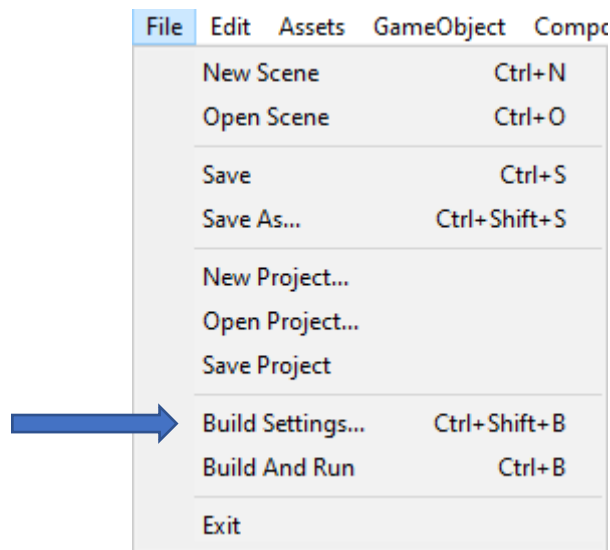 File Edit Assets GameObject Compo
New Scene Ctrl+N
Open Scene Ctrl+O
Save Ctrl+S
Save As... Ctrl+Shift+S
New Project...
Open Project...
Save Project
Build Settings... Ctrl+Shift+B
Build And Run Ctrl+B
Exit